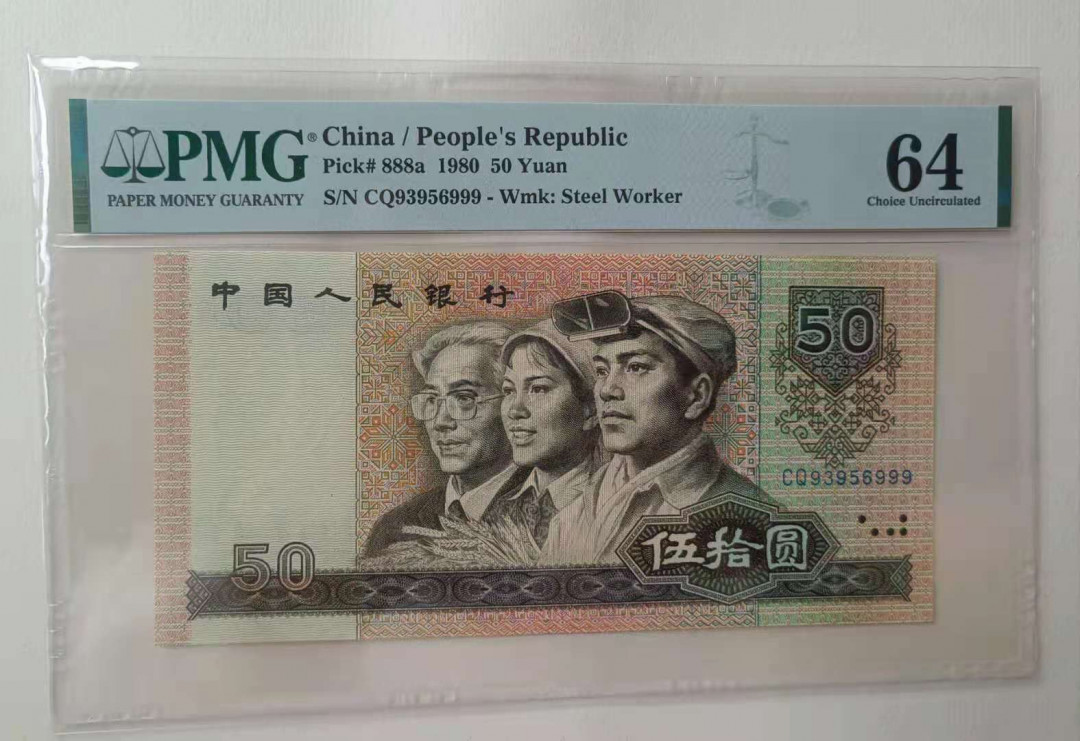 PMG®
PAPER MONEY GUARANTY
China / People's Republic
Pick# 888a 1980 50 Yuan
S/N CQ93956999 - Wmk: Steel Worker
64
Choice Uncirculated
中国人民银行
50
CQ93956999
伍拾圆
50